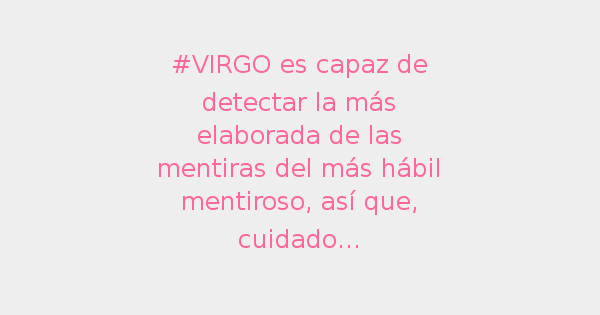 #VIRGO es capaz de
detectar la más
elaborada de las
mentiras del más hábil
mentiroso, así que,
cuidado...